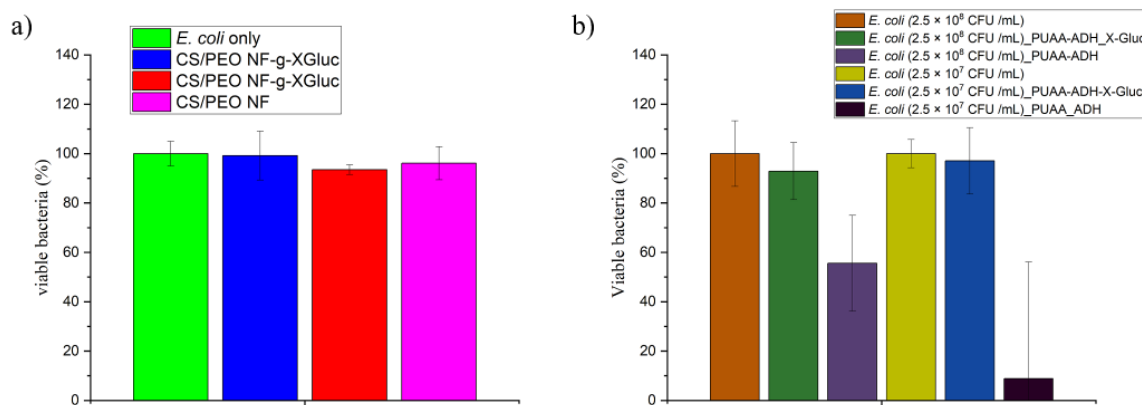 a)
E. coli only
CS/PEO NF-g-XGluc
CS/PEO NF-g-XGluc
CS/PEO NF
140
120
100
80
60
40
20
0
viable bacteria (%)
b)
E. coli (2.5 × 10⁸ CFU /mL)
E. coli (2.5 × 10⁸ CFU /mL)_PUAA-ADH_X-Gluc
E. coli (2.5 × 10⁸ CFU /mL)_PUAA-ADH
E. coli (2.5 × 10⁷ CFU /mL)
E. coli (2.5 × 10⁷ CFU /mL)_PUAA-ADH-X-Gluc
E. coli (2.5 × 10⁷ CFU /mL)_PUAA_ADH
140
120
100
80
60
40
20
0
Viable bacteria (%)